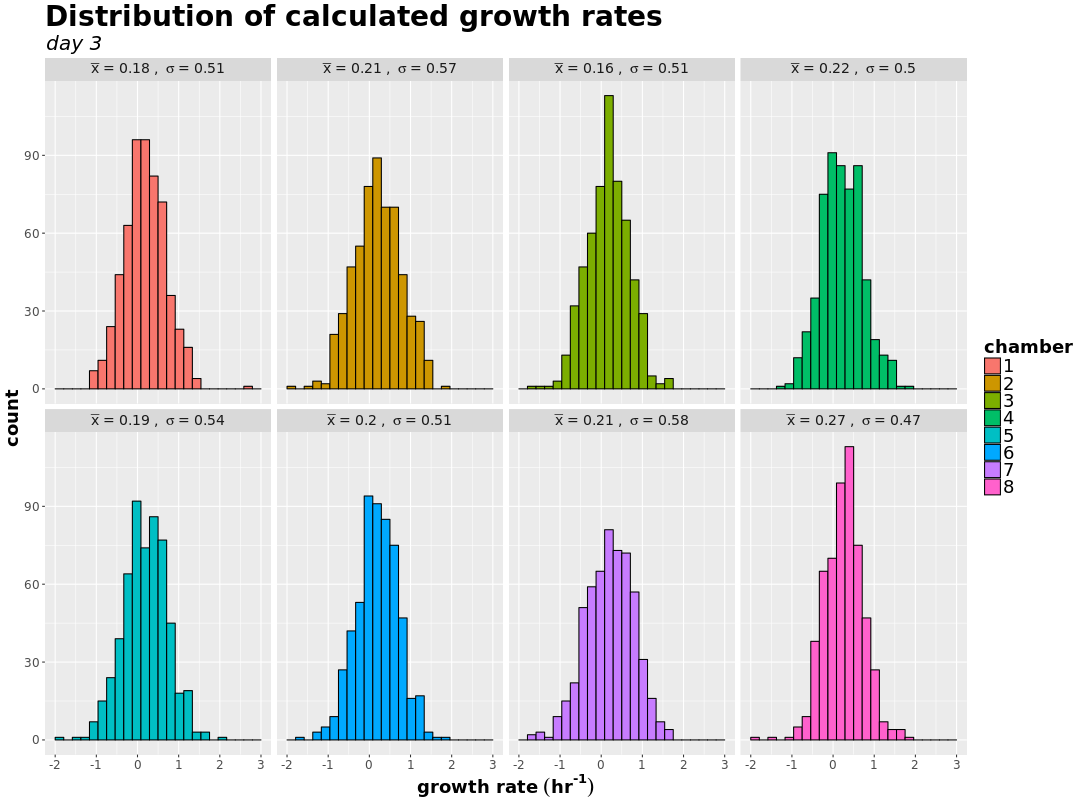 Distribution of calculated growth rates
day 3
x̅ = 0.18 , σ = 0.51
x̅ = 0.21 , σ = 0.57
x̅ = 0.16 , σ = 0.51
x̅ = 0.22 , σ = 0.5
90
60
30
0
x̅ = 0.19 , σ = 0.54
x̅ = 0.2 , σ = 0.51
x̅ = 0.21 , σ = 0.58
x̅ = 0.27 , σ = 0.47
90
60
30
0
-2 -1 0 1 2 3
-2 -1 0 1 2 3
-2 -1 0 1 2 3
-2 -1 0 1 2 3
count
growth rate (hr⁻¹)
chamber
1
2
3
4
5
6
7
8